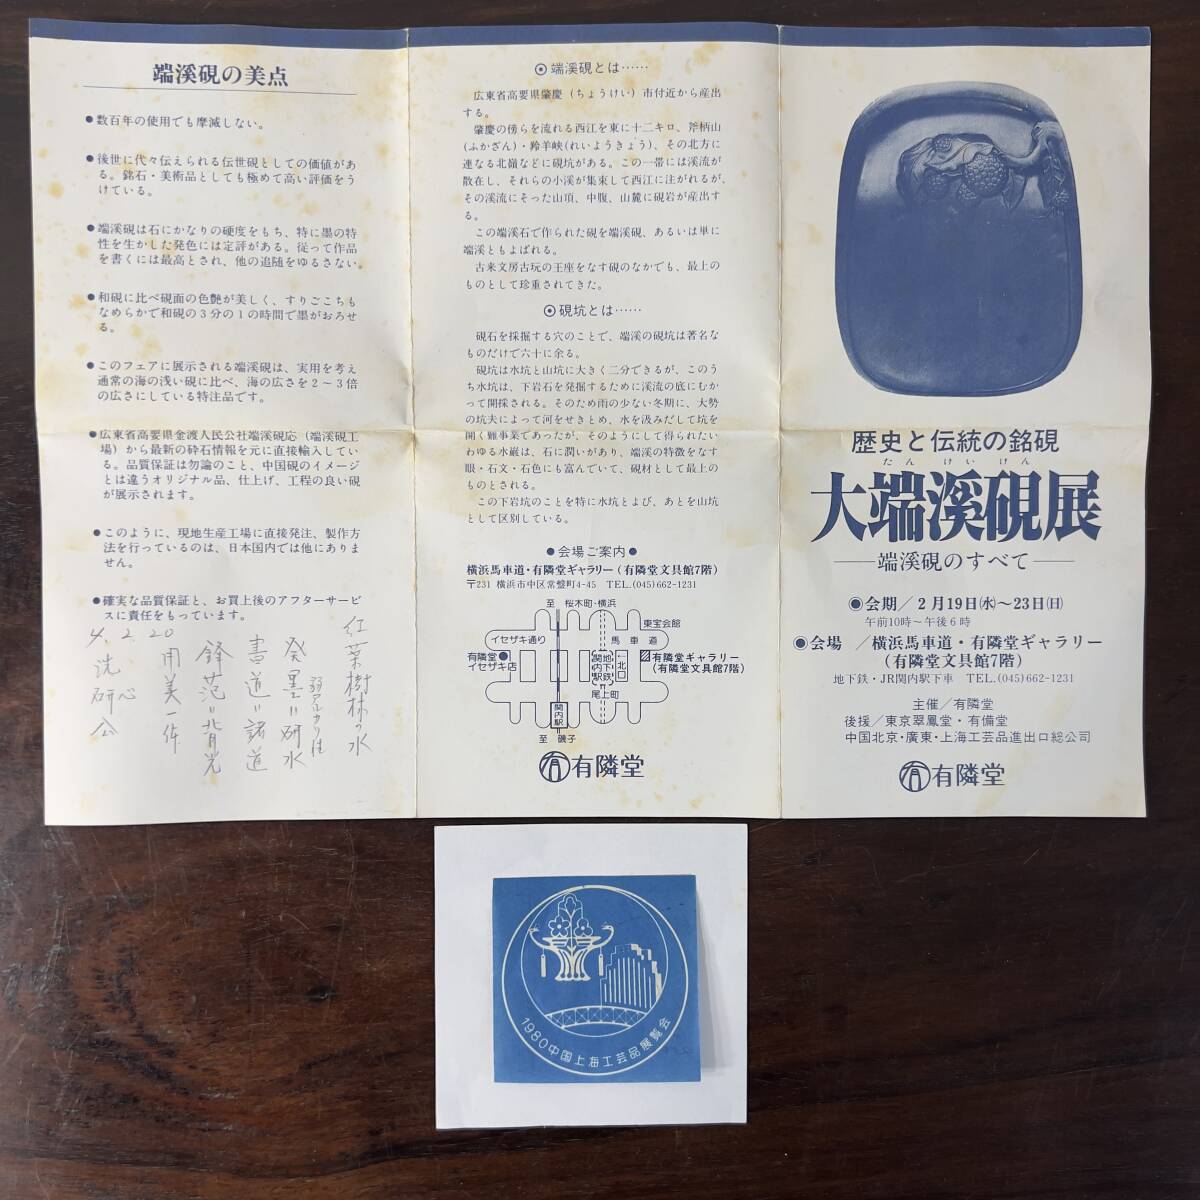 端溪硯の美点
●数百年の使用でも摩滅しない。
●後世に代々伝えられる伝世硯としての価値があ
る。銘石・美術品としても極めて高い評価をう
けている。
●端溪硯は石にかなりの硬度をもち、特に墨の特
性を生かした発色には定評がある。従って作品
を書くには最高とされ、他の追随をゆるさない。
●和硯に比べ硯面の色艶が美しく、すりごこちも
なめらかで和硯の3分の1の時間で墨がおろせ
る。
●このフェアに展示される端溪硯は、実用を考え
通常の海の浅い硯に比べ、海の広さを2〜3倍
の広さにしている特注品です。
●広東省高要県金渡人民公社端溪硯応（端溪硯工
場）から最新の砕石情報を元に直接輸入してい
る。品質保証は勿論のこと、中国硯のイメージ
とは違うオリジナル品、仕上げ、工程の良い硯
が展示されます。
●このように、現地生産工場に直接発注、製作方
法を行っているのは、日本国内では他にありま
せん。
●確実な品質保証と、お買上後のアフターサービ
スに責任をもっています。
4.2.20
紅葉樹林の水
弱アルカリ性
発墨=研水
書道=諸道
鋒範=背光
用美一体
洗心
研
⦿端溪硯とは……
広東省高要県肇慶（ちょうけい）市付近から産出
する。
肇慶の傍らを流れる西江を東に十二キロ、斧柄山
(ふかざん)・羚羊峡(れいようきょう)、その北方に
連なる北嶺などに硯坑がある。この一帯には溪流が
散在し、それらの小溪が集束して西江に注がれるが、
その溪流にそった山頂、中腹、山麓に硯岩が産出す
る。
この端溪石で作られた硯を端溪硯、あるいは単に
端溪ともよばれる。
古来文房古玩の王座をなす硯のなかでも、最上の
ものとして珍重されてきた。
⦿硯坑とは……
硯石を採掘する穴のことで、端溪の硯坑は著名な
ものだけで六十に余る。
硯坑は水坑と山坑に大きく二分できるが、このう
ち水坑は、下岩石を発掘するために溪流の底にむか
って開採される。そのため雨の少ない冬期に、大勢
の坑夫によって河をせきとめ、水を汲みだして坑を
開く難事業であったが、そのようにして得られたい
わゆる水巌は、石に潤いがあり、端溪の特徴をなす
眼・石文・石色にも富んでいて、硯材として最上の
ものとされる。
この下岩坑のことを特に水坑とよび、あとを山坑
として区別している。
●会場ご案内●
横浜馬車道・有隣堂ギャラリー(有隣堂文具館7階)
〒231 横浜市中区常盤町4-45 TEL.(045)662-1231
至 桜木町・横浜
東宝会館
イセザキ通り
馬車道
有隣堂
イセザキ店
地下鉄
関内駅
北口
有隣堂ギャラリー
(有隣堂文具館7階)
尾上町
関内駅
至 磯子
有隣堂
歴史と伝統の銘硯
たんけいけん
大端溪硯展
―端溪硯のすべて―
●会期／2月19日(水)〜23日(日)
午前10時〜午後6時
●会場　／横浜馬車道・有隣堂ギャラリー
(有隣堂文具館7階)
地下鉄・JR関内駅下車　TEL.(045)662-1231
主催／有隣堂
後援／東京翠鳳堂・有備堂
中国北京・廣東・上海工芸品進出口総公司
有隣堂
1980中国上海工芸品展覧会